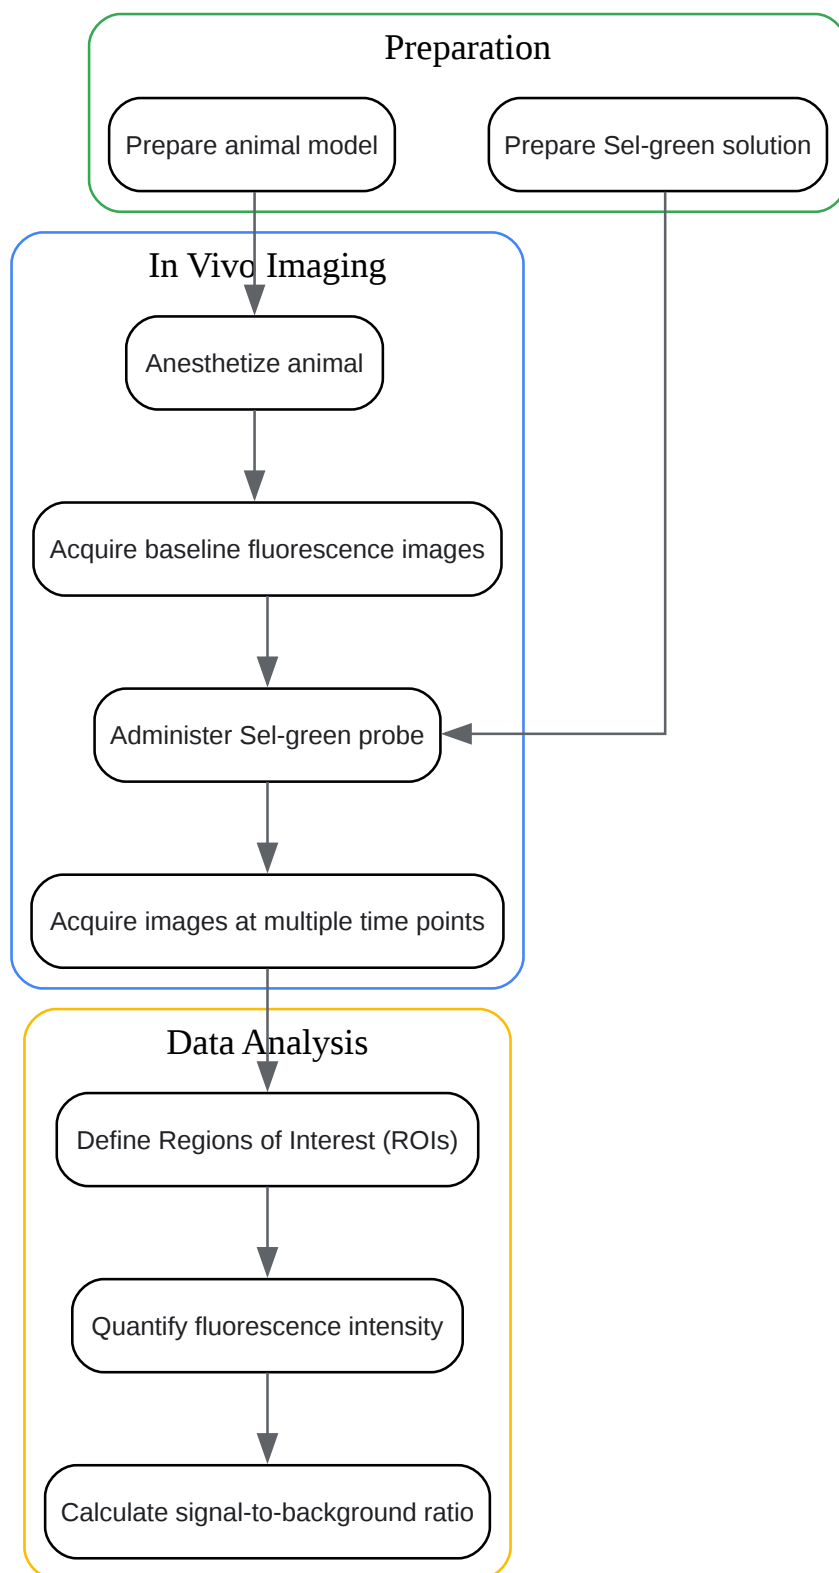 Preparation
Prepare animal model
Prepare Sel-green solution
In Vivo Imaging
Anesthetize animal
Acquire baseline fluorescence images
Administer Sel-green probe
Acquire images at multiple time points
Data Analysis
Define Regions of Interest (ROIs)
Quantify fluorescence intensity
Calculate signal-to-background ratio